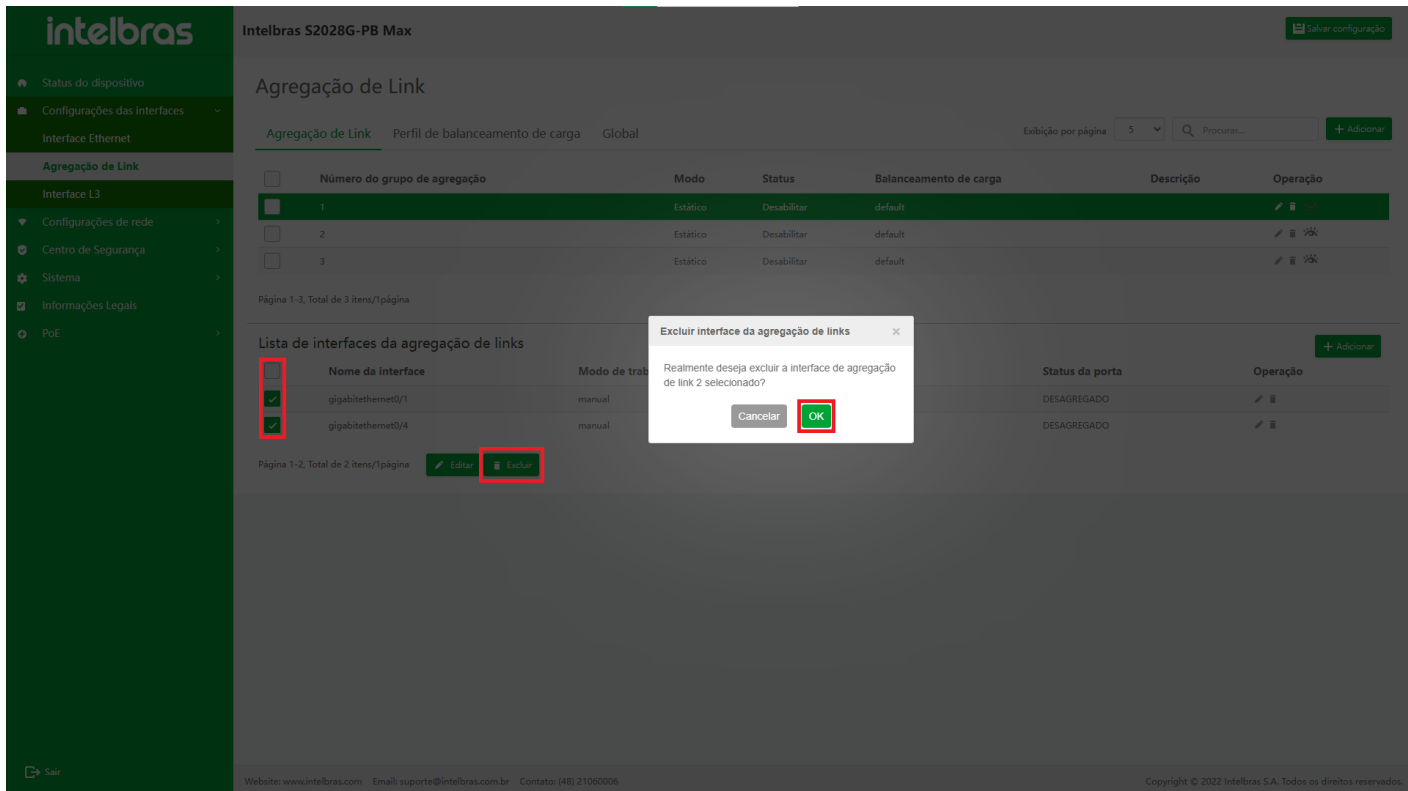 intelbras
Intelbras S2028G-PB Max
Salvar configuração
Status do dispositivo
Configurações das interfaces
Interface Ethernet
Agregação de Link
Interface L3
Configurações de rede
Centro de Segurança
Sistema
Informações Legais
PoE
Sair
Agregação de Link
Agregação de Link Perfil de balanceamento de carga Global
Exibição por página 5 Procurar... + Adicionar
Número do grupo de agregação Modo Status Balanceamento de carga Descrição Operação
1 Estático Desabilitar default
2 Estático Desabilitar default
3 Estático Desabilitar default
Página 1-3, Total de 3 itens/1página
Lista de interfaces da agregação de links
+ Adicionar
Nome da interface Modo de trab Status da porta Operação
gigabitethernet0/1 manual DESAGREGADO
gigabitethernet0/4 manual DESAGREGADO
Página 1-2, Total de 2 itens/1página Editar Excluir
Excluir interface da agregação de links ×
Realmente deseja excluir a interface de agregação
de link 2 selecionado?
Cancelar OK
Website: www.intelbras.com Email: suporte@intelbras.com.br Contato: (48) 21060006
Copyright © 2022 Intelbras S.A. Todos os direitos reservados.